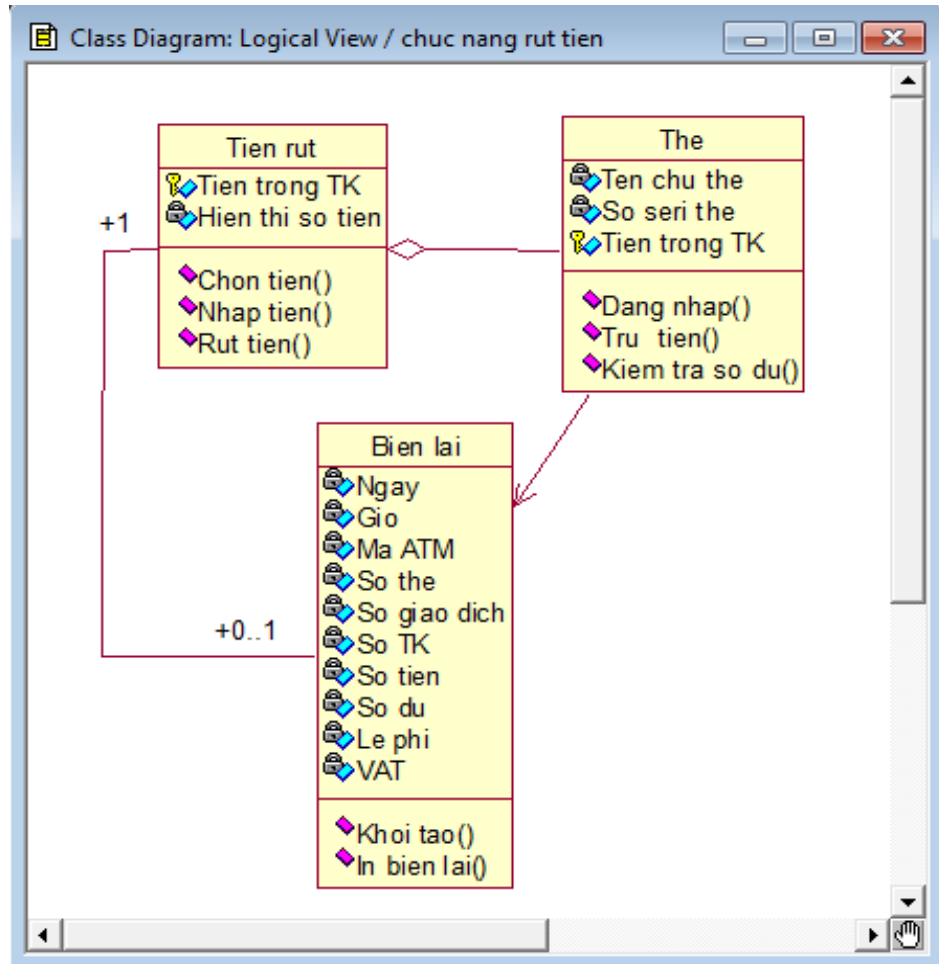 Class Diagram: Logical View / chuc nang rut tien
Tien rut
Tien trong TK
Hien thi so tien
Chon tien()
Nhap tien()
Rut tien()
The
Ten chu the
So seri the
Tien trong TK
Dang nhap()
Tru tien()
Kiem tra so du()
+1
+0..1
Bien lai
Ngay
Gio
Ma ATM
So the
So giao dich
So TK
So tien
So du
Le phi
VAT
Khoi tao()
In bien lai()